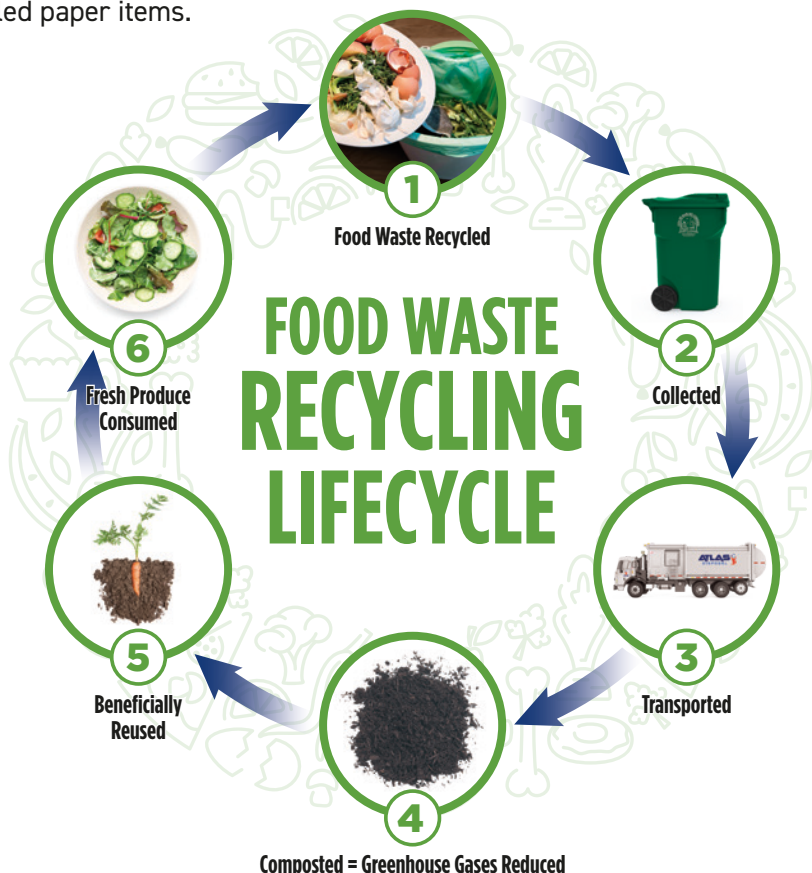 led paper items.
1
Food Waste Recycled
2
Collected
3
Transported
4
Composted = Greenhouse Gases Reduced
5
Beneficially
Reused
6
Fresh Produce
Consumed
FOOD WASTE
RECYCLING
LIFECYCLE
ATLAS
DISPOSAL